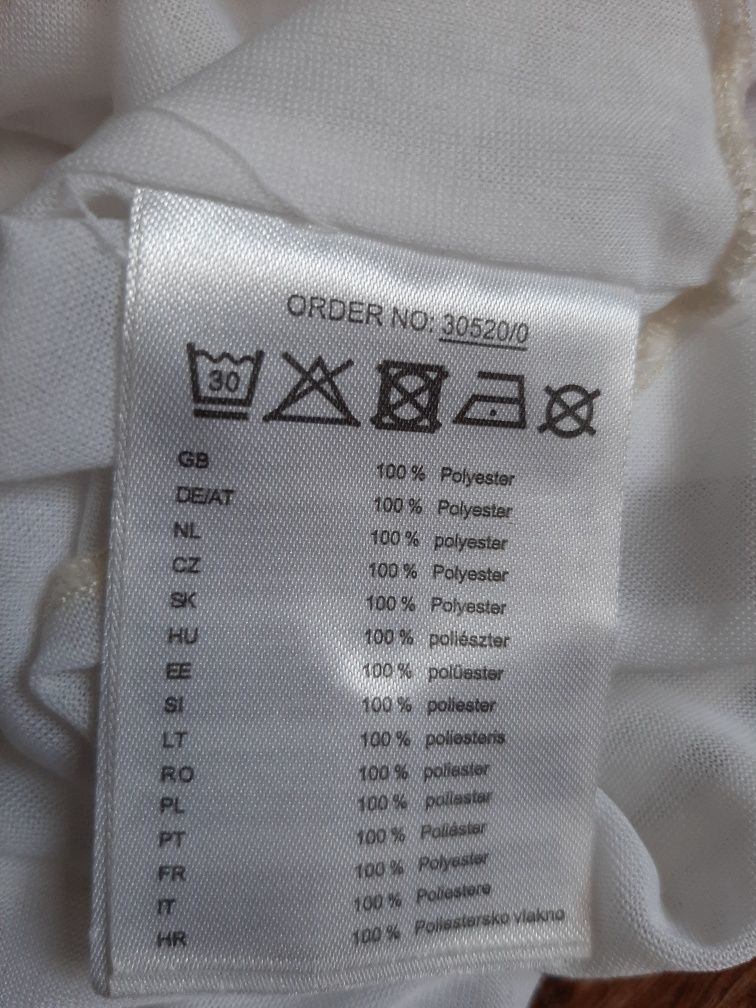 ORDER NO: 30520/0
30
GB 100 % Polyester
DE/AT 100 % Polyester
NL 100 % polyester
CZ 100 % Polyester
SK 100 % Polyester
HU 100 % poliészter
EE 100 % polüester
SI 100 % poliester
LT 100 % poliesteris
RO 100 % poliester
PL 100 % poliester
PT 100 % Poliéster
FR 100 % Polyester
IT 100 % Poliestere
HR 100 % Poliestersko vlakno